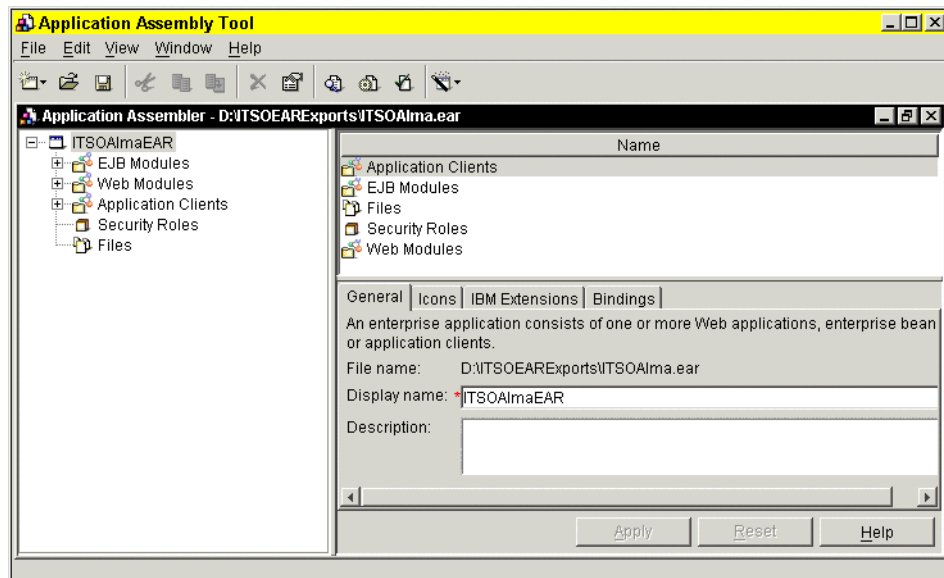 Application Assembly Tool
File Edit View Window Help
Application Assembler - D:\ITSOEARExports\ITSOAlma.ear
ITSOAlmaEAR
EJB Modules
Web Modules
Application Clients
Security Roles
Files
Name
Application Clients
EJB Modules
Files
Security Roles
Web Modules
General Icons IBM Extensions Bindings
An enterprise application consists of one or more Web applications, enterprise bean
or application clients.
File name: D:\ITSOEARExports\ITSOAlma.ear
Display name: *ITSOAlmaEAR
Description:
Apply Reset Help